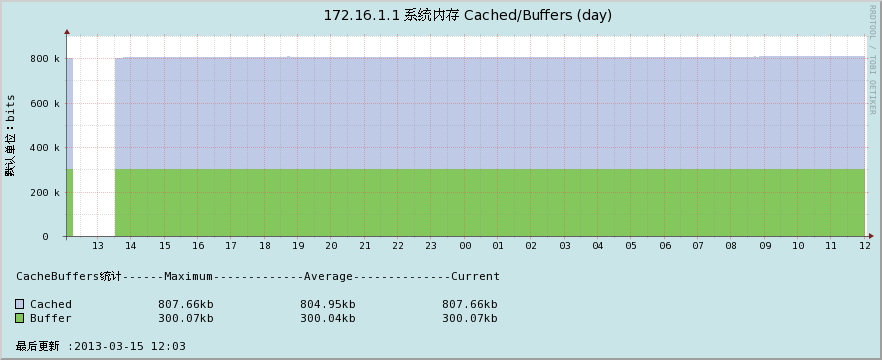 172.16.1.1 系统内存 Cached/Buffers (day)
RRDTOOL / TOBI OETIKER
默认单位：bits
800 k
600 k
400 k
200 k
0
13 14 15 16 17 18 19 20 21 22 23 00 01 02 03 04 05 06 07 08 09 10 11 12
CacheBuffers统计------Maximum-------------Average--------------Current
Cached 807.66kb 804.95kb 807.66kb
Buffer 300.07kb 300.04kb 300.07kb
最后更新 :2013-03-15 12:03